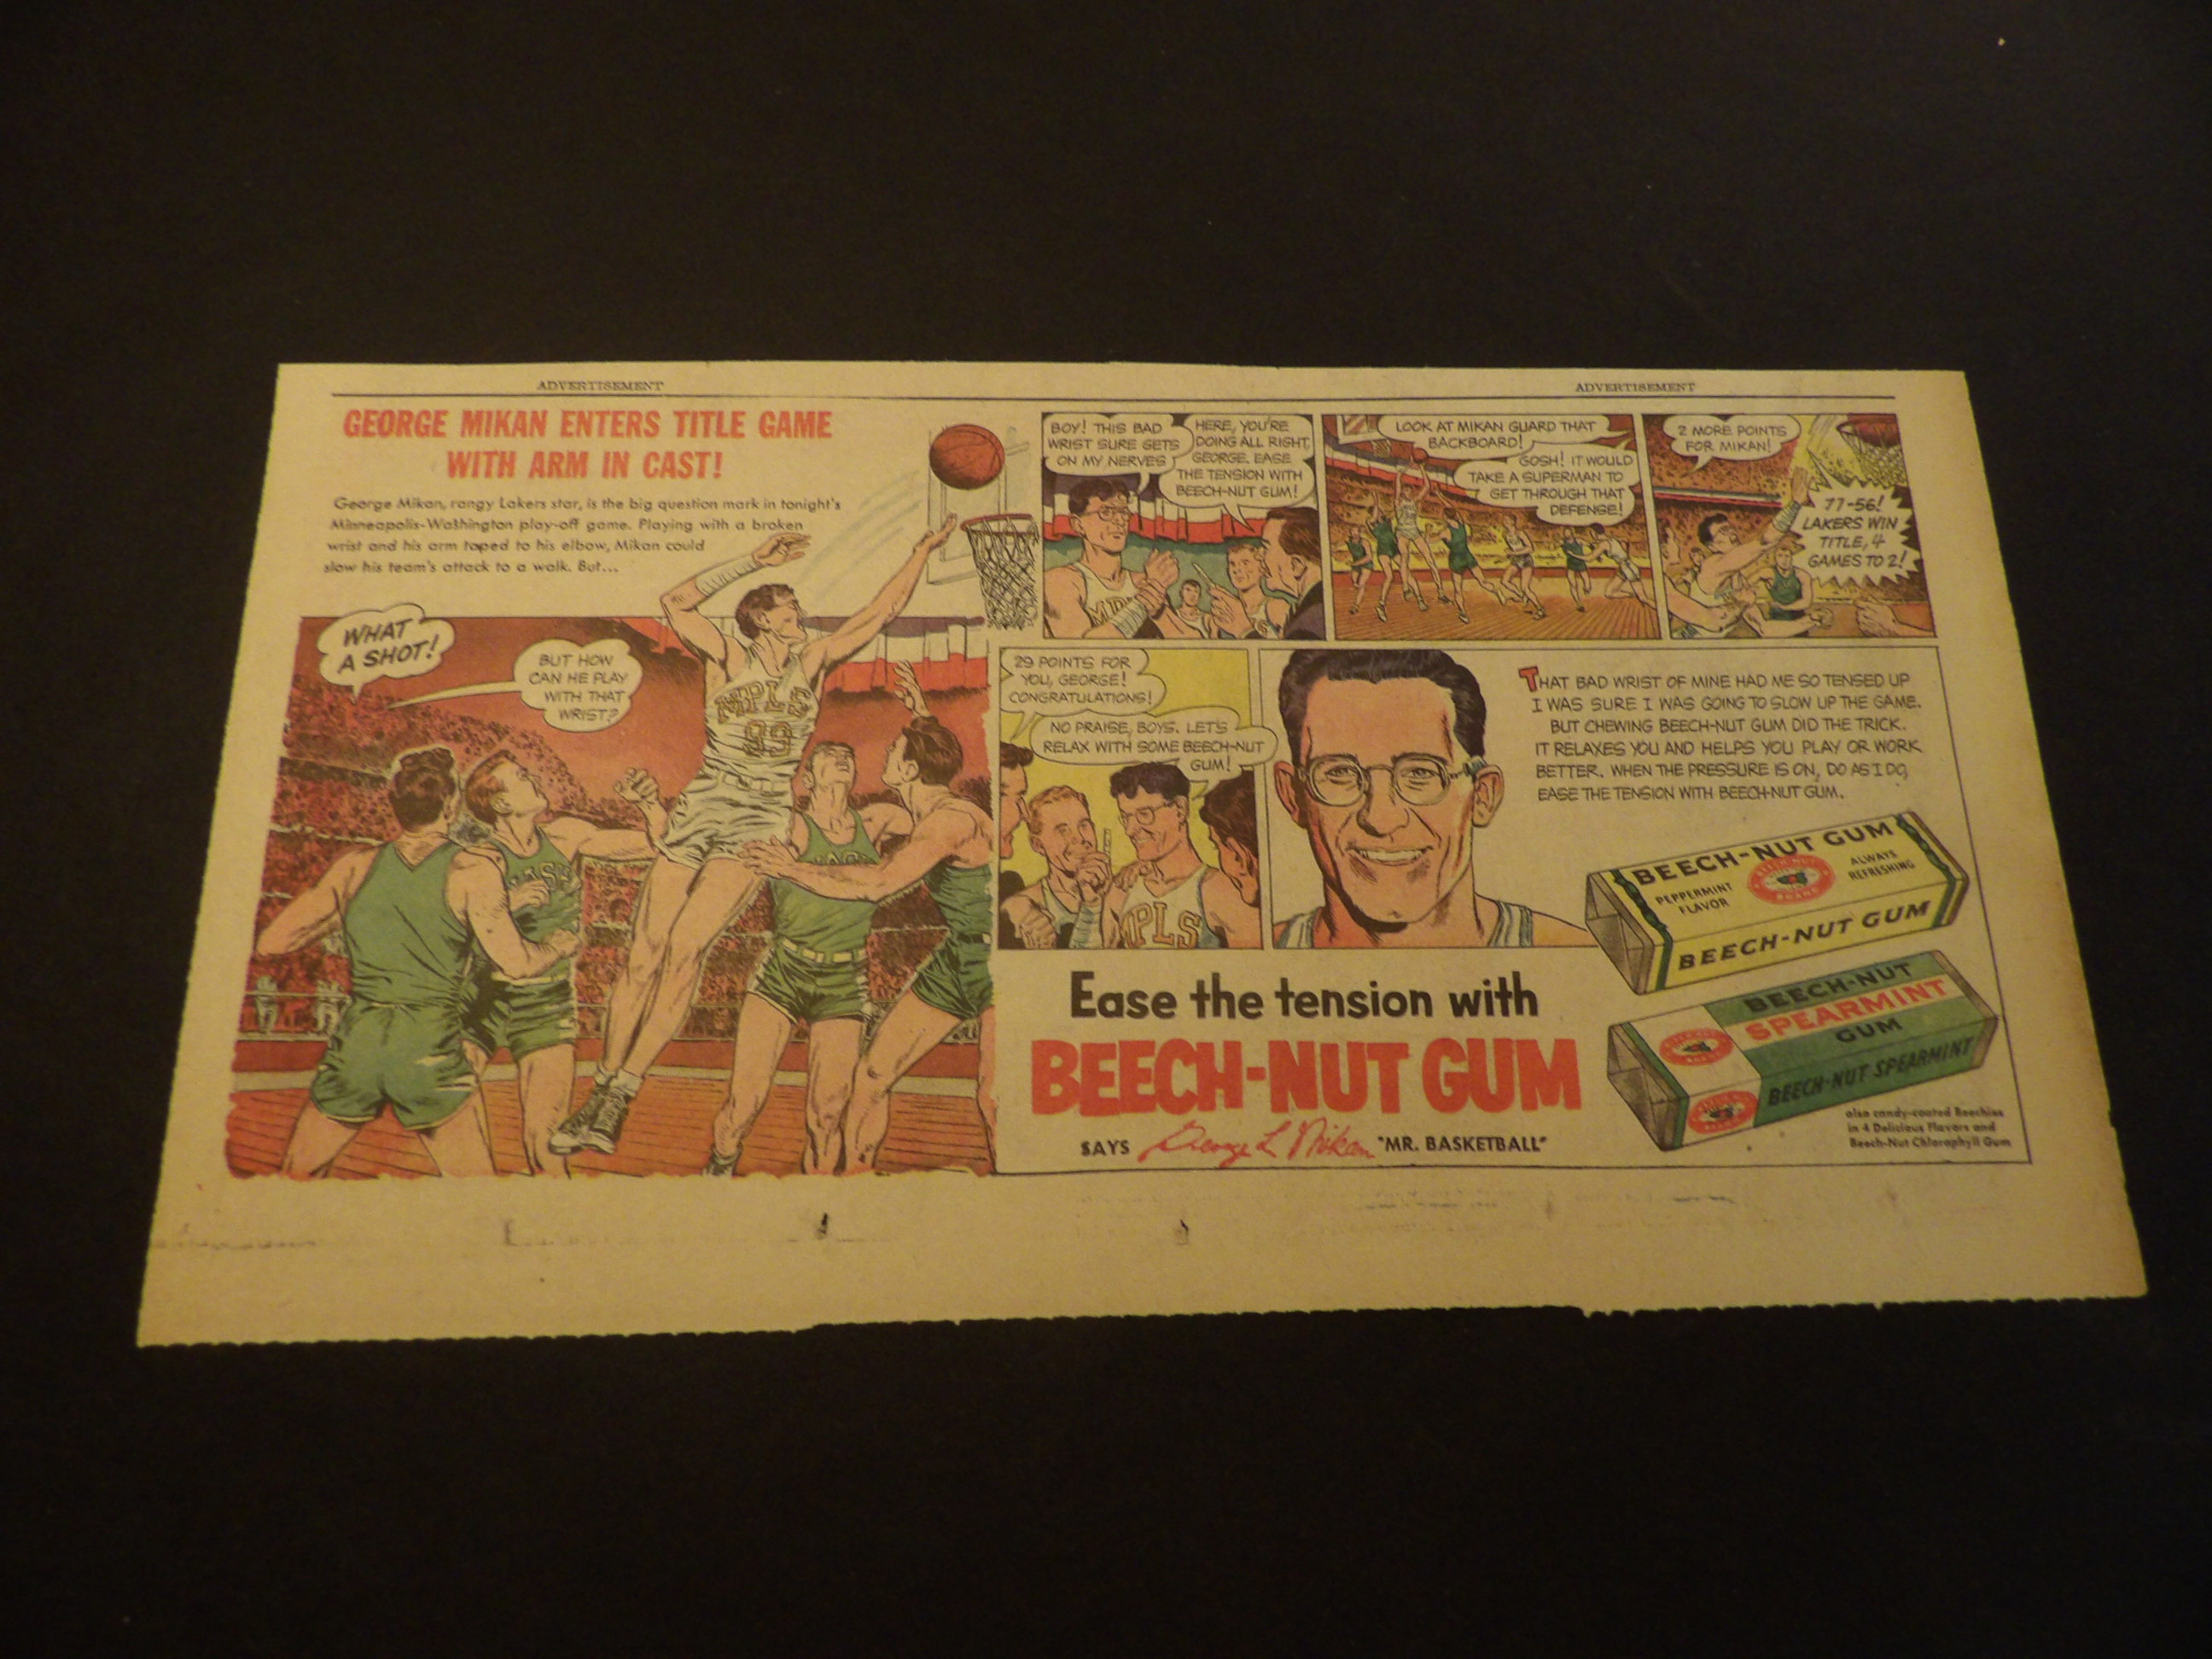 ADVERTISEMENT
ADVERTISEMENT
GEORGE MIKAN ENTERS TITLE GAME
WITH ARM IN CAST!
George Mikan, rangy Lakers star, is the big question mark in tonight's
Minneapolis-Washington play-off game. Playing with a broken
wrist and his arm taped to his elbow, Mikan could
slow his team's attack to a walk. But...
WHAT
A SHOT!
BUT HOW
CAN HE PLAY
WITH THAT
WRIST?
MPLS
99
WASH
BOY! THIS BAD
WRIST SURE GETS
ON MY NERVES
HERE, YOU'RE
DOING ALL RIGHT,
GEORGE. EASE
THE TENSION WITH
BEECH-NUT GUM!
LOOK AT MIKAN GUARD THAT
BACKBOARD!
GOSH! IT WOULD
TAKE A SUPERMAN TO
GET THROUGH THAT
DEFENSE!
2 MORE POINTS
FOR MIKAN!
77-56!
LAKERS WIN
TITLE, 4
GAMES TO 2!
29 POINTS FOR
YOU, GEORGE!
CONGRATULATIONS!
NO PRAISE, BOYS. LET'S
RELAX WITH SOME BEECH-NUT
GUM!
MPLS
THAT BAD WRIST OF MINE HAD ME SO TENSED UP
I WAS SURE I WAS GOING TO SLOW UP THE GAME.
BUT CHEWING BEECH-NUT GUM DID THE TRICK.
IT RELAXES YOU AND HELPS YOU PLAY OR WORK
BETTER. WHEN THE PRESSURE IS ON, DO AS I DO,
EASE THE TENSION WITH BEECH-NUT GUM.
BEECH-NUT GUM
PEPPERMINT
FLAVOR
BEECH-NUT
BRAND
ALWAYS
REFRESHING
BEECH-NUT GUM
BEECH-NUT
SPEARMINT
GUM
BEECH-NUT SPEARMINT
Ease the tension with
BEECH-NUT GUM
SAYS George L Mikan "MR. BASKETBALL"
also candy-coated Beechies
in 4 Delicious Flavors and
Beech-Nut Chlorophyll Gum